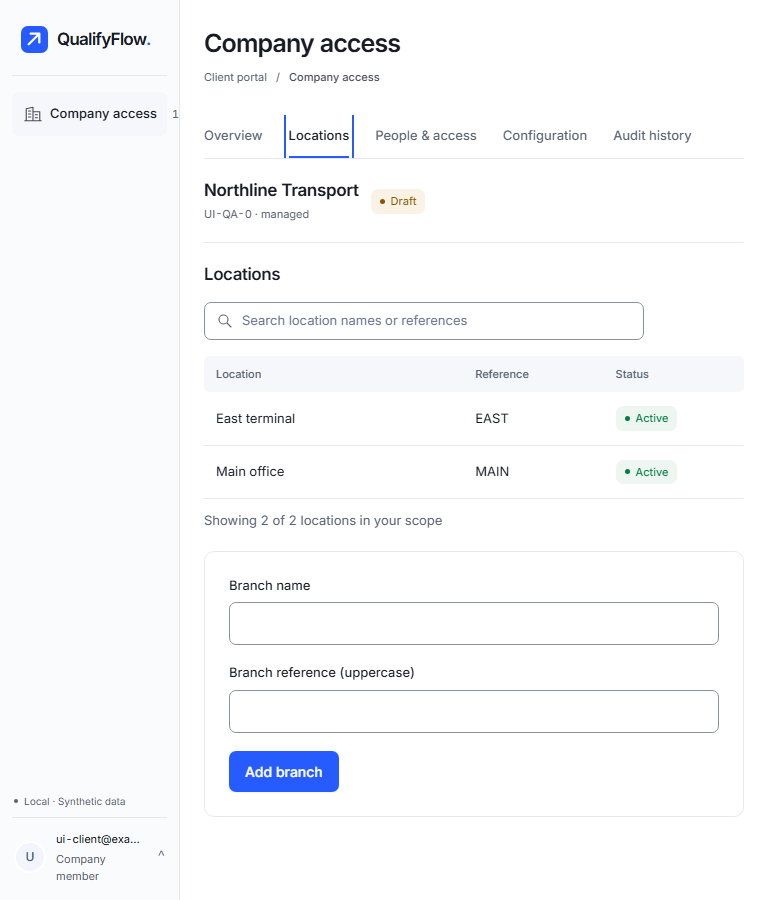 QualifyFlow.
Company access 1
Local · Synthetic data
U
ui-client@exa...
Company
member
Company access
Client portal / Company access
Overview Locations People & access Configuration Audit history
Northline Transport
UI-QA-0 · managed
Draft
Locations
Search location names or references
Location Reference Status
East terminal EAST Active
Main office MAIN Active
Showing 2 of 2 locations in your scope
Branch name
Branch reference (uppercase)
Add branch